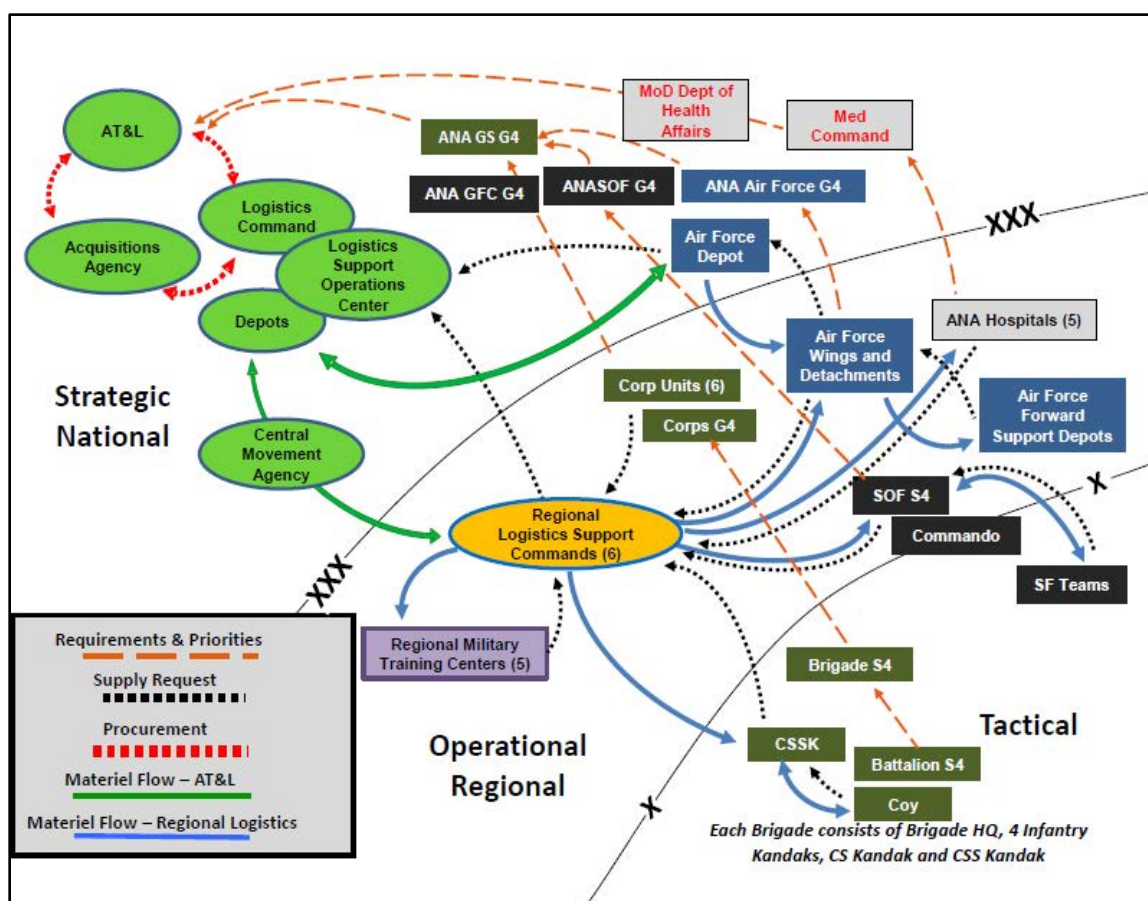 AT&L
Acquisitions
Agency
Logistics
Command
Logistics
Support
Operations
Center
Depots
Strategic
National
Central
Movement
Agency
ANA GS G4
ANA GFC G4
ANASOF G4
MoD Dept of
Health
Affairs
Med
Command
ANA Air Force G4
Air Force
Depot
XXX
ANA Hospitals (5)
Air Force
Wings and
Detachments
Air Force
Forward
Support Depots
Corp Units (6)
Corps G4
SOF S4
Commando
SF Teams
X
Regional
Logistics Support
Commands (6)
XXX
Regional Military
Training Centers (5)
Operational
Regional
Brigade S4
Tactical
CSSK
Battalion S4
Coy
X
Each Brigade consists of Brigade HQ, 4 Infantry
Kandaks, CS Kandak and CSS Kandak
Requirements & Priorities
Supply Request
Procurement
Materiel Flow – AT&L
Materiel Flow – Regional Logistics